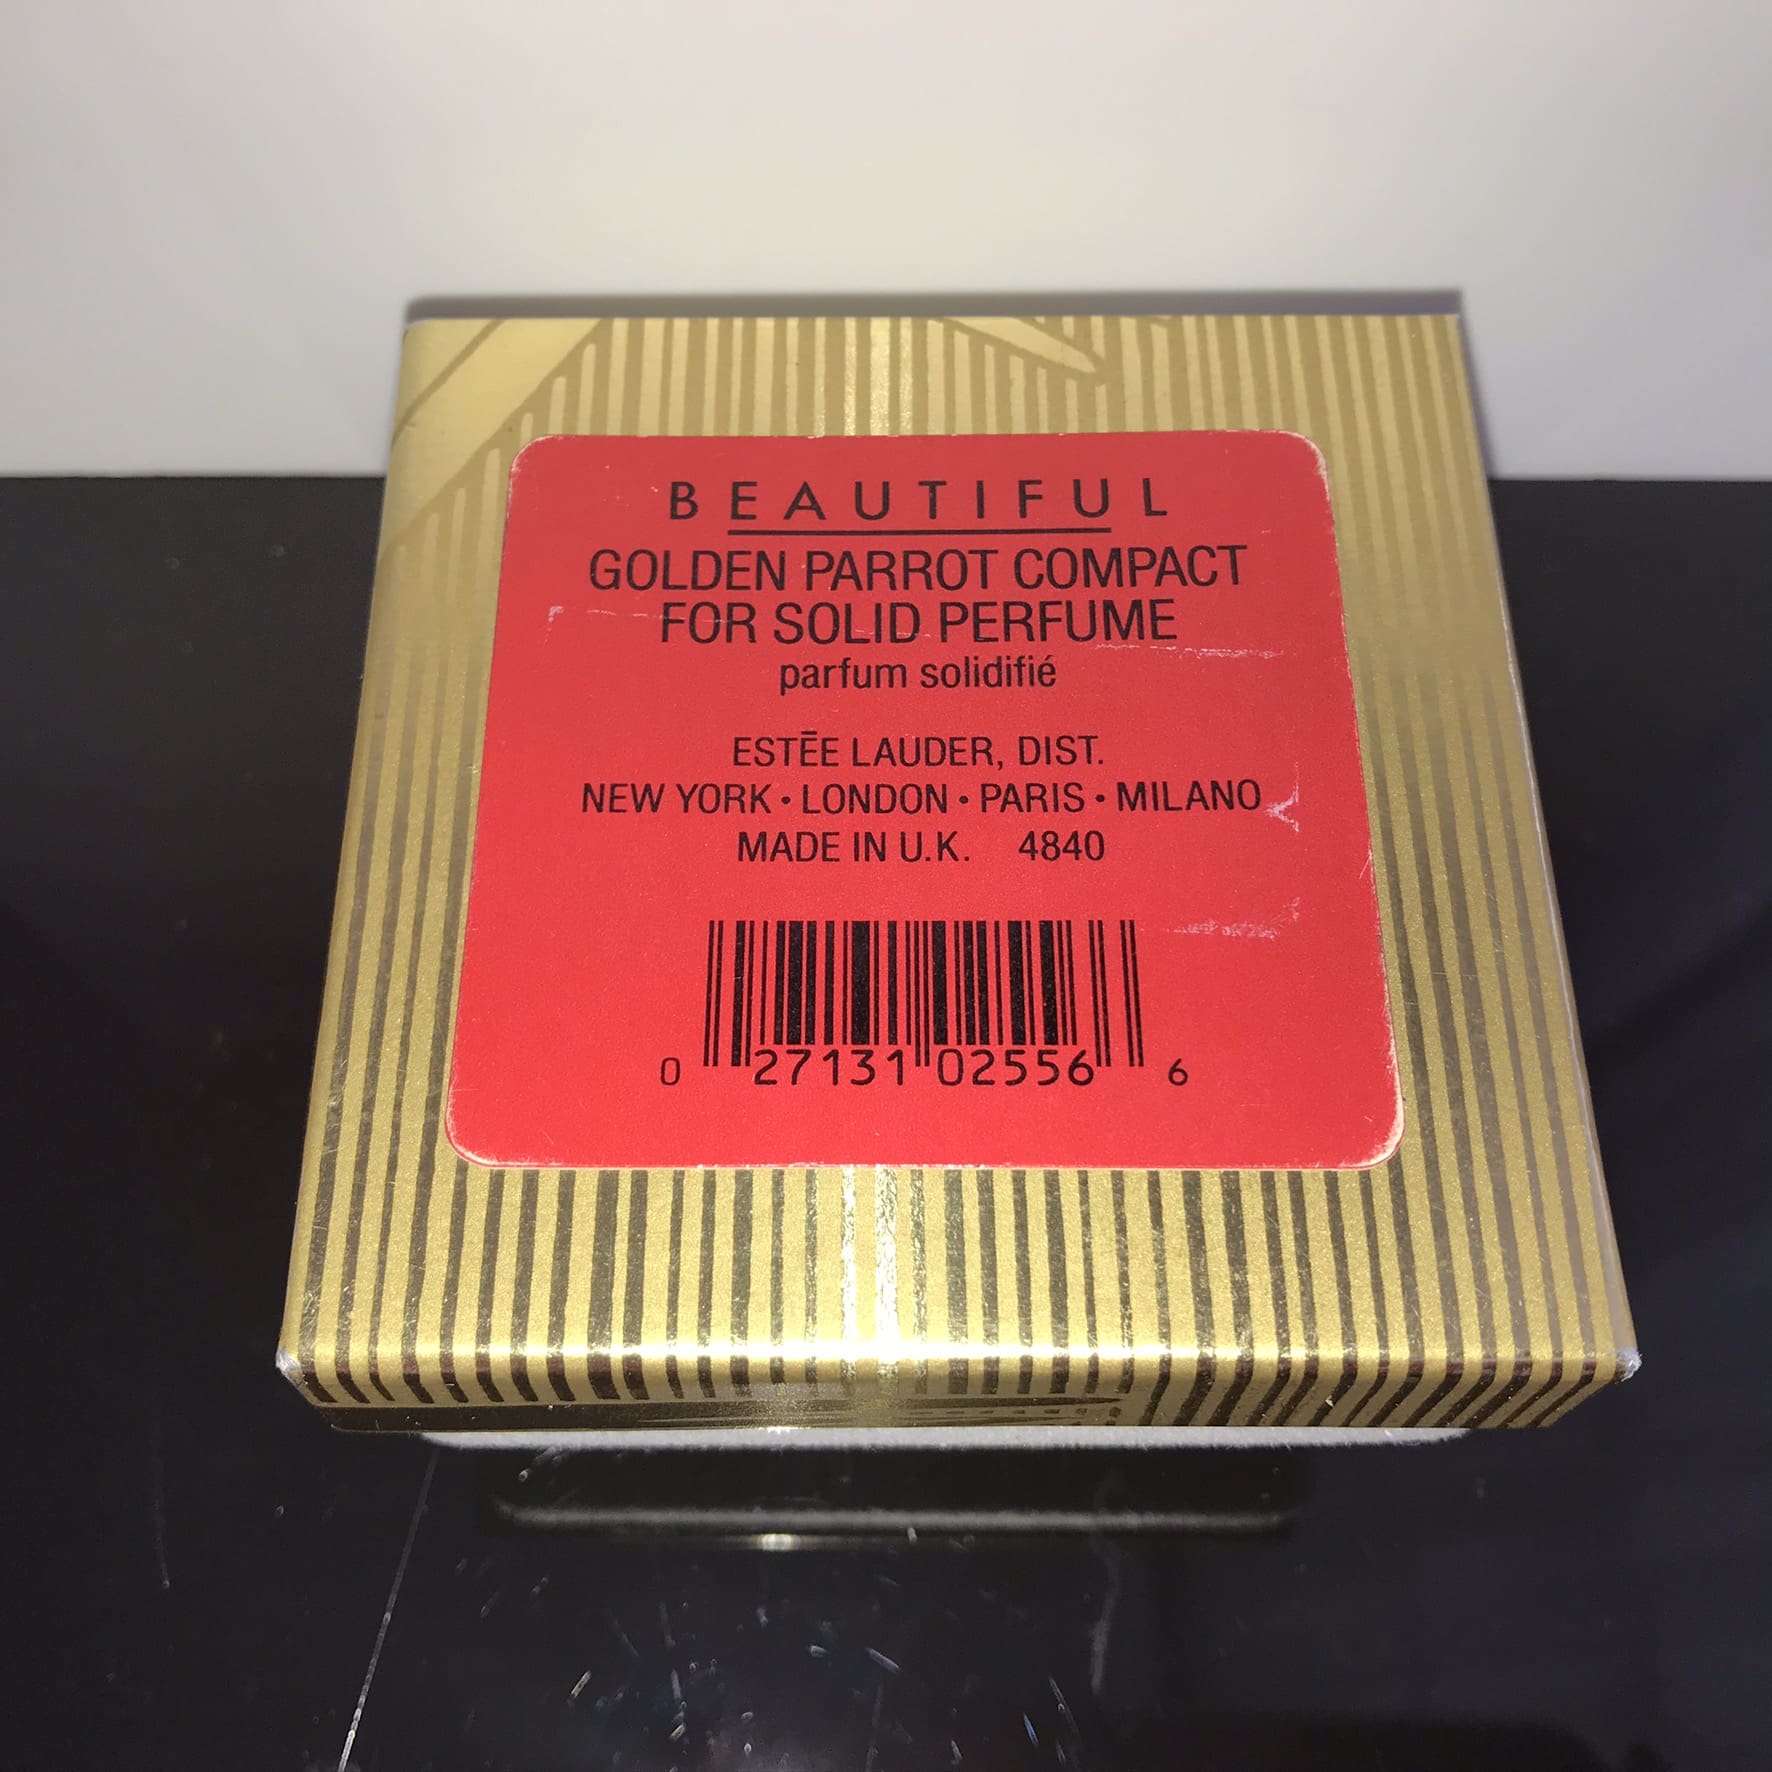 BEAUTIFUL
GOLDEN PARROT COMPACT
FOR SOLID PERFUME
parfum solidifié
ESTĒE LAUDER, DIST.
NEW YORK • LONDON • PARIS • MILANO
MADE IN U.K. 4840
0 27131 02556 6